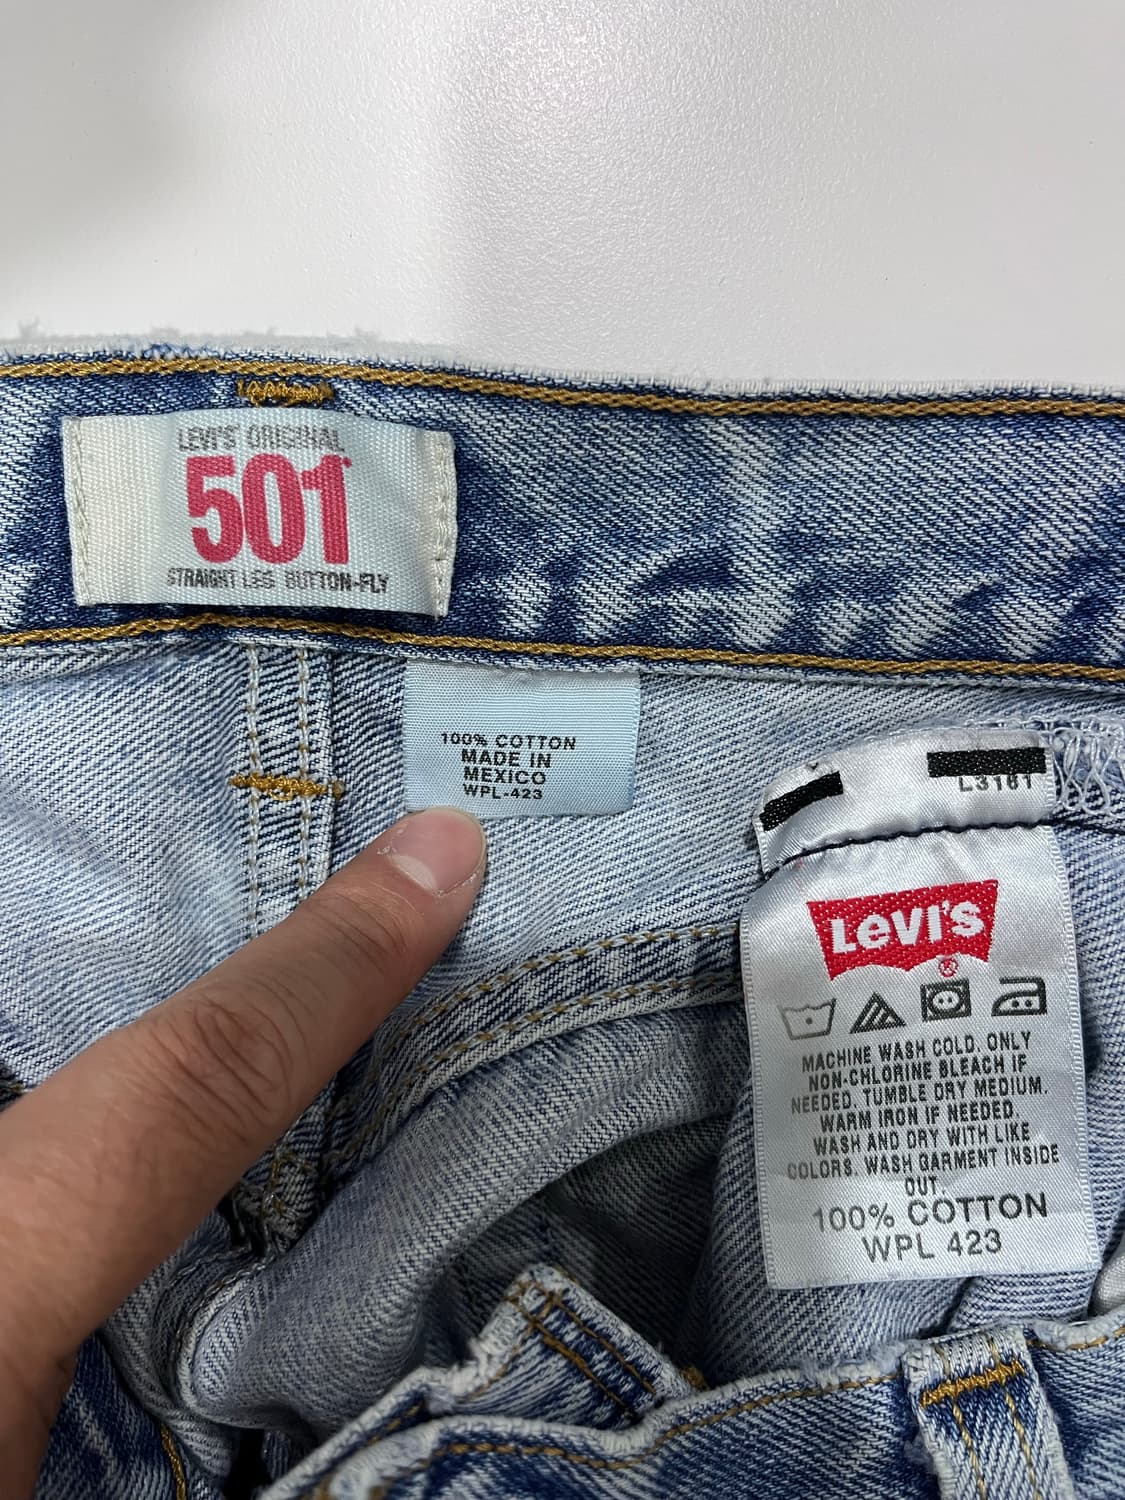 LEVI'S® ORIGINAL
501®
STRAIGHT LEG BUTTON-FLY
100% COTTON
MADE IN
MEXICO
WPL-423
L3161
LEVI'S
®
MACHINE WASH COLD. ONLY
NON-CHLORINE BLEACH IF
NEEDED. TUMBLE DRY MEDIUM.
WARM IRON IF NEEDED.
WASH AND DRY WITH LIKE
COLORS. WASH GARMENT INSIDE
OUT.
100% COTTON
WPL 423